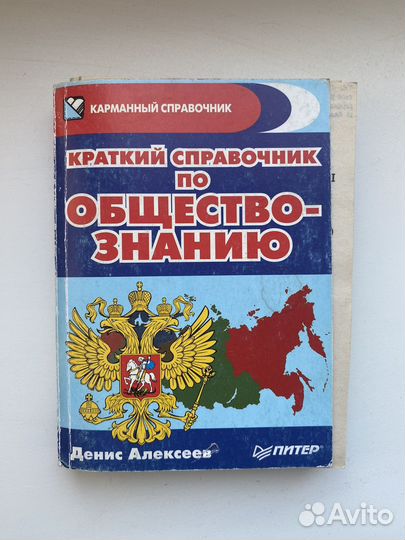 КАРМАННЫЙ СПРАВОЧНИК
КРАТКИЙ СПРАВОЧНИК
ПО
ОБЩЕСТВО-
ЗНАНИЮ
Денис Алексеев
ПИТЕР
Avito